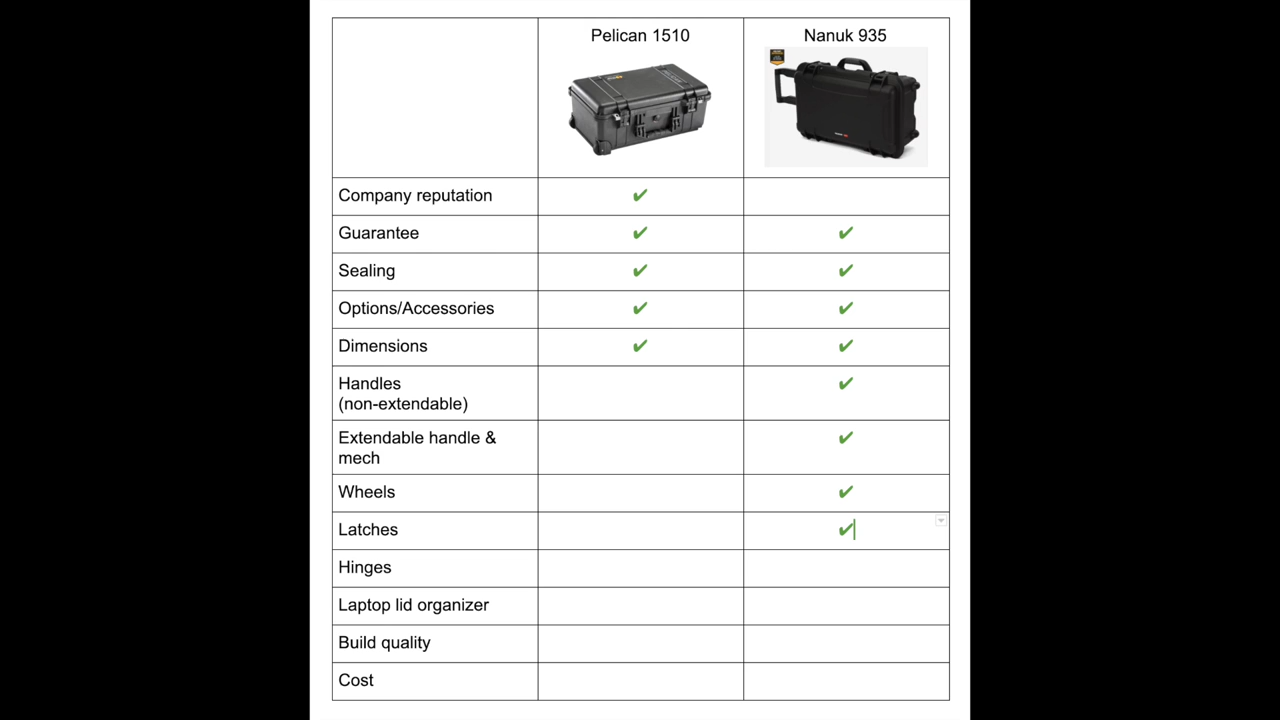 Pelican 1510
Nanuk 935
Company reputation
✔
Guarantee
✔
✔
Sealing
✔
✔
Options/Accessories
✔
✔
Dimensions
✔
✔
Handles
(non-extendable)
✔
Extendable handle &
mech
✔
Wheels
✔
Latches
✔
Hinges
Laptop lid organizer
Build quality
Cost